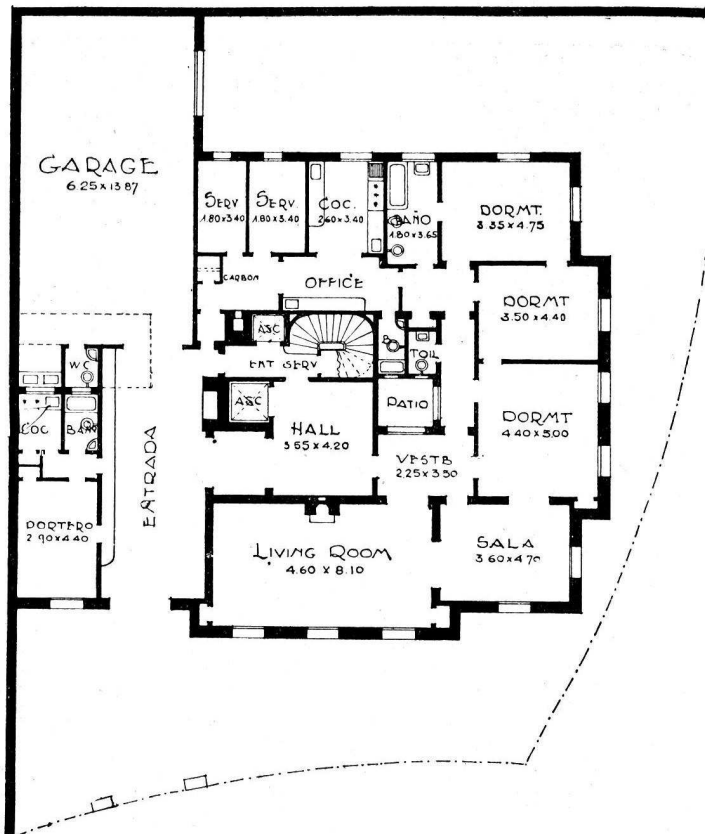 GARAGE
6.25 x 13.87
SERV
1.80 x 3.40
SERV.
1.80 x 3.40
COC.
2.60 x 3.40
BAÑO
1.80 x 3.65
DORMT.
3.35 x 4.75
CARBON
OFFICE
DORMT
3.50 x 4.40
ASC
ENT SERV
B
TOIL
WC
ASC
PATIO
DORMT
4.40 x 5.00
COC
BAÑO
HALL
3.55 x 4.20
VESTB
2.25 x 3.50
ENTRADA
PORTERO
2.90 x 4.40
LIVING ROOM
4.60 x 8.10
SALA
3.60 x 4.70